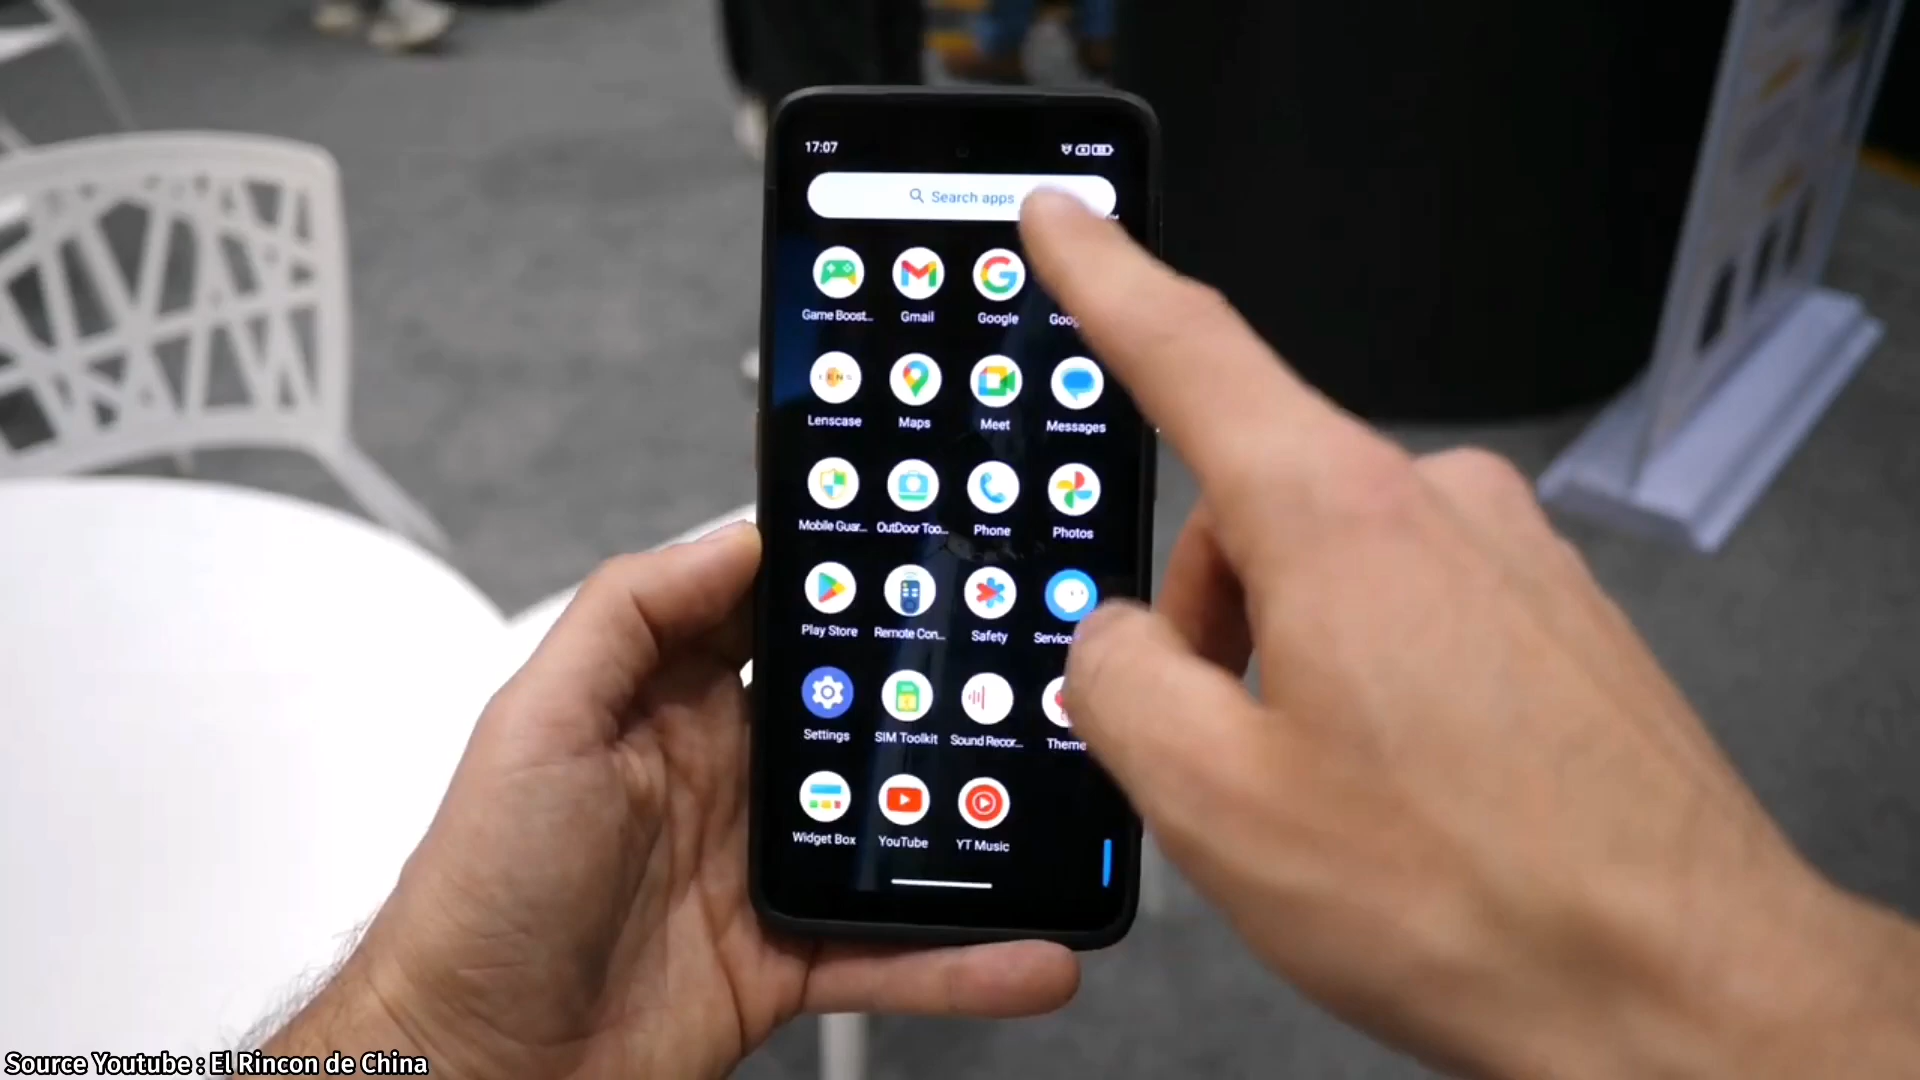 17:07
Search apps
Game Boost...
Gmail
Google
Goog
Lenscase
Maps
Meet
Messages
Mobile Guar...
OutDoor Too...
Phone
Photos
Play Store
Remote Con...
Safety
Service
Settings
SIM Toolkit
Sound Recor...
Theme
Widget Box
YouTube
YT Music
Source Youtube : El Rincon de China